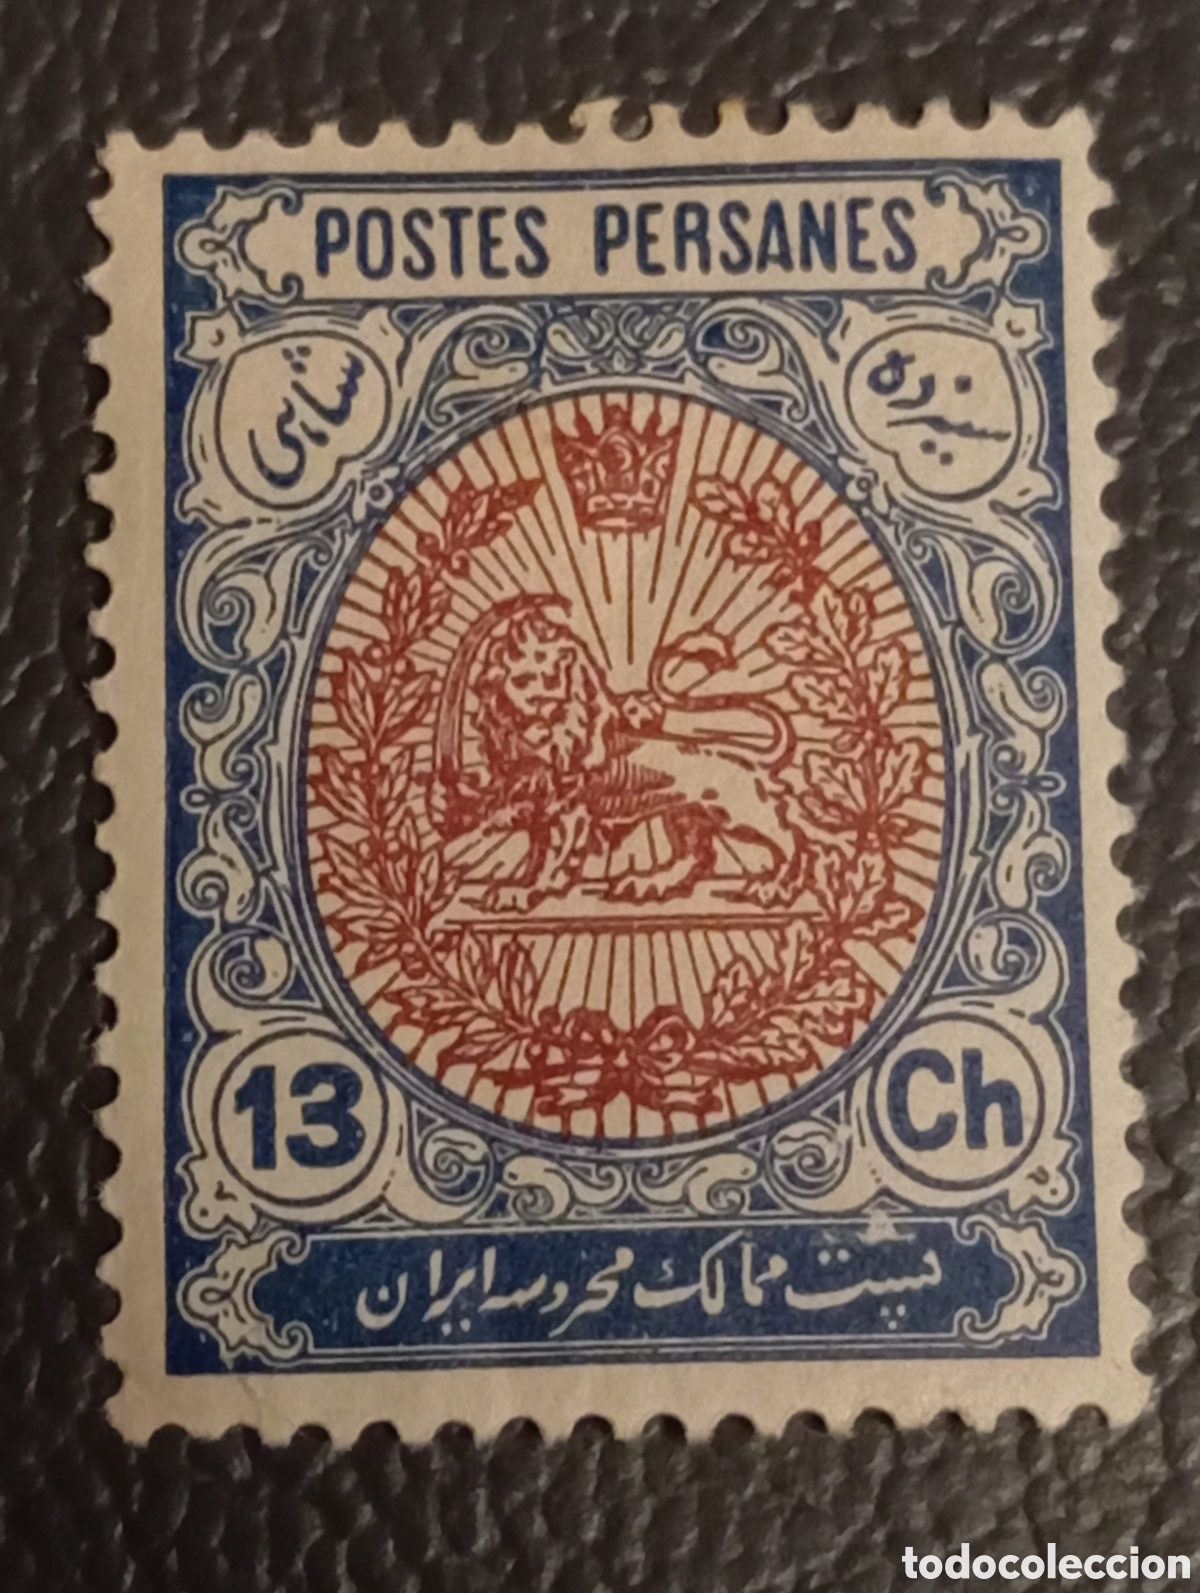 POSTES PERSANES
سیزده شاهی
13 Ch
پست ممالک محروسه ایران
todocoleccion